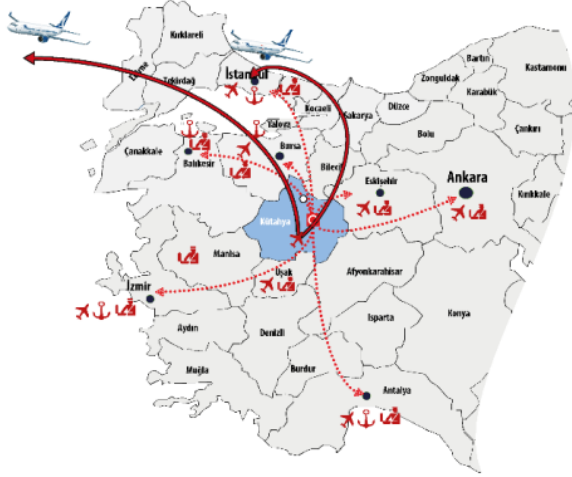 Kırklareli
Edirne
Tekirdağ
İstanbul
Kocaeli
Yalova
Sakarya
Düzce
Zonguldak
Bartın
Karabük
Kastamonu
Çankırı
Bolu
Çanakkale
Balıkesir
Bursa
Bilecik
Eskişehir
Ankara
Kırıkkale
Kütahya
Manisa
Uşak
Afyonkarahisar
İzmir
Aydın
Denizli
Isparta
Konya
Muğla
Burdur
Antalya